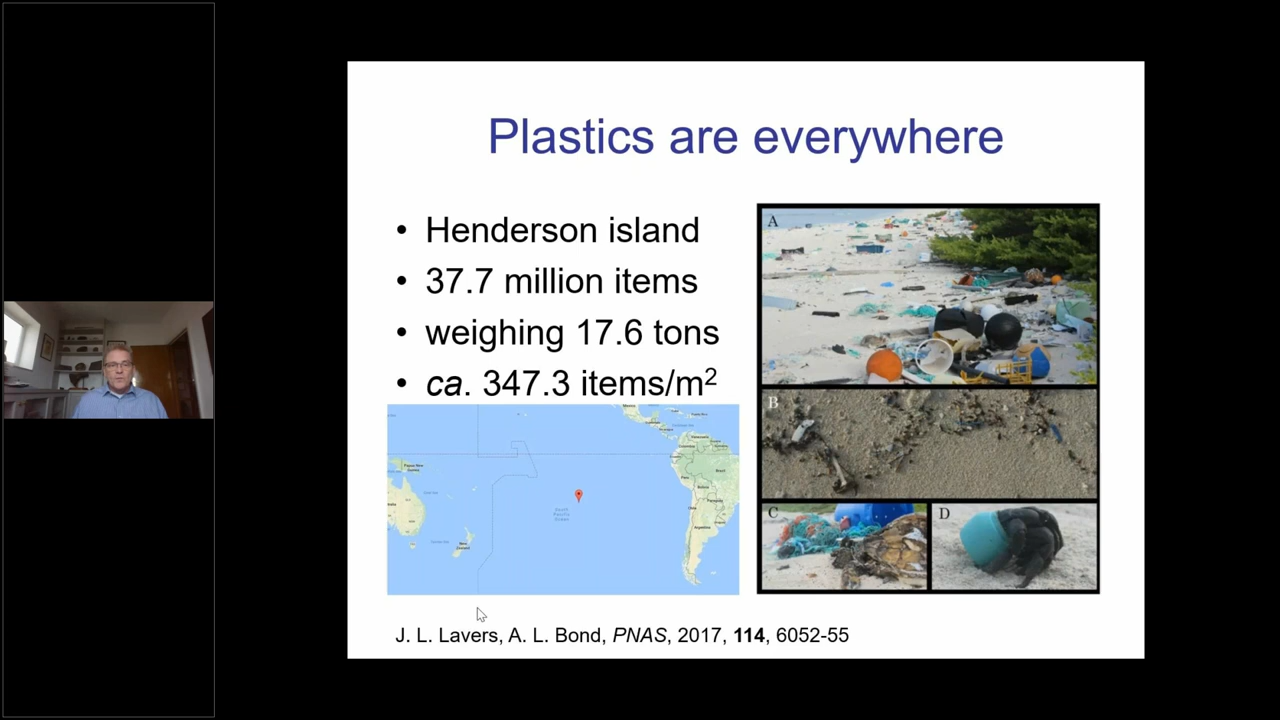 Plastics are everywhere
• Henderson island
• 37.7 million items
• weighing 17.6 tons
• ca. 347.3 items/m²
A
B
C
D
J. L. Lavers, A. L. Bond, PNAS, 2017, 114, 6052-55